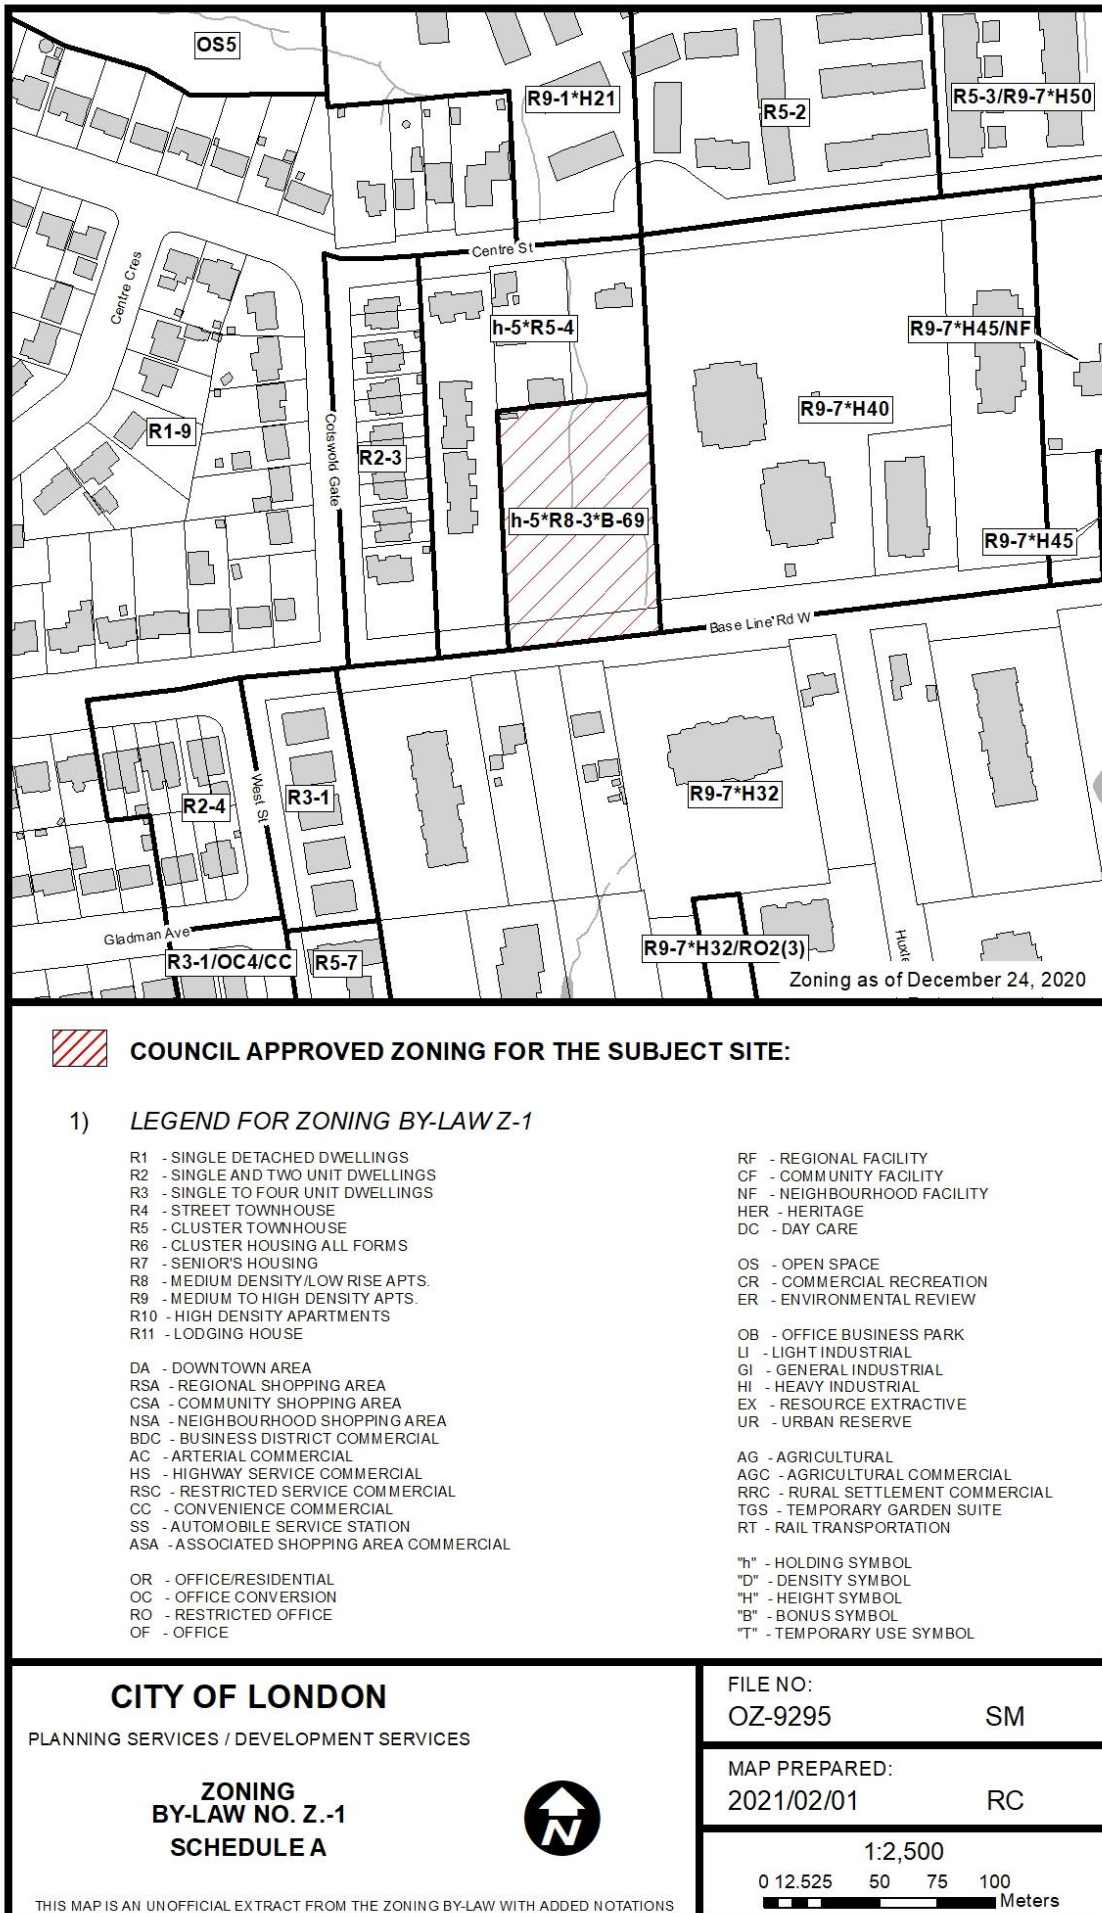 OS5
R9-1*H21
R5-2
R5-3/R9-7*H50
Centre St
Centre Cres
h-5*R5-4
R9-7*H45/NF
R9-7*H40
R1-9
Cotswold Gate
R2-3
h-5*R8-3*B-69
R9-7*H45
Base Line Rd W
R2-4
West St
R3-1
R9-7*H32
Gladman Ave
R3-1/OC4/CC
R5-7
R9-7*H32/RO2(3)
Zoning as of December 24, 2020
COUNCIL APPROVED ZONING FOR THE SUBJECT SITE:
1) LEGEND FOR ZONING BY-LAW Z-1
R1 - SINGLE DETACHED DWELLINGS
R2 - SINGLE AND TWO UNIT DWELLINGS
R3 - SINGLE TO FOUR UNIT DWELLINGS
R4 - STREET TOWNHOUSE
R5 - CLUSTER TOWNHOUSE
R6 - CLUSTER HOUSING ALL FORMS
R7 - SENIOR'S HOUSING
R8 - MEDIUM DENSITY/LOW RISE APTS.
R9 - MEDIUM TO HIGH DENSITY APTS.
R10 - HIGH DENSITY APARTMENTS
R11 - LODGING HOUSE
DA - DOWNTOWN AREA
RSA - REGIONAL SHOPPING AREA
CSA - COMMUNITY SHOPPING AREA
NSA - NEIGHBOURHOOD SHOPPING AREA
BDC - BUSINESS DISTRICT COMMERCIAL
AC - ARTERIAL COMMERCIAL
HS - HIGHWAY SERVICE COMMERCIAL
RSC - RESTRICTED SERVICE COMMERCIAL
CC - CONVENIENCE COMMERCIAL
SS - AUTOMOBILE SERVICE STATION
ASA - ASSOCIATED SHOPPING AREA COMMERCIAL
OR - OFFICE/RESIDENTIAL
OC - OFFICE CONVERSION
RO - RESTRICTED OFFICE
OF - OFFICE
RF - REGIONAL FACILITY
CF - COMMUNITY FACILITY
NF - NEIGHBOURHOOD FACILITY
HER - HERITAGE
DC - DAY CARE
OS - OPEN SPACE
CR - COMMERCIAL RECREATION
ER - ENVIRONMENTAL REVIEW
OB - OFFICE BUSINESS PARK
LI - LIGHT INDUSTRIAL
GI - GENERAL INDUSTRIAL
HI - HEAVY INDUSTRIAL
EX - RESOURCE EXTRACTIVE
UR - URBAN RESERVE
AG - AGRICULTURAL
AGC - AGRICULTURAL COMMERCIAL
RRC - RURAL SETTLEMENT COMMERCIAL
TGS - TEMPORARY GARDEN SUITE
RT - RAIL TRANSPORTATION
"h" - HOLDING SYMBOL
"D" - DENSITY SYMBOL
"H" - HEIGHT SYMBOL
"B" - BONUS SYMBOL
"T" - TEMPORARY USE SYMBOL
CITY OF LONDON
PLANNING SERVICES / DEVELOPMENT SERVICES
ZONING
BY-LAW NO. Z.-1
SCHEDULE A
N
THIS MAP IS AN UNOFFICIAL EXTRACT FROM THE ZONING BY-LAW WITH ADDED NOTATIONS
FILE NO:
OZ-9295 SM
MAP PREPARED:
2021/02/01 RC
1:2,500
0 12.525 50 75 100
Meters